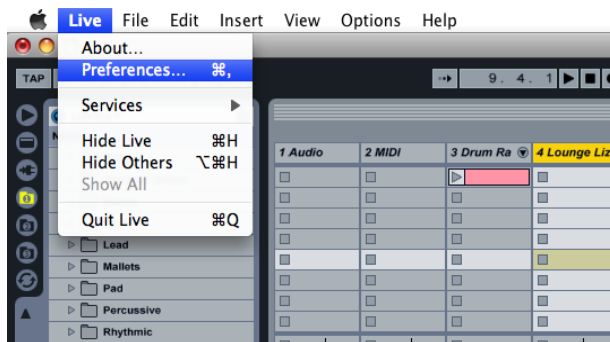 Live File Edit Insert View Options Help
About...
Preferences... ⌘,
TAP 9. 4. 1
Services
Hide Live ⌘H
Hide Others ⌥⌘H
Show All
Quit Live ⌘Q
1 Audio 2 MIDI 3 Drum Ra 4 Lounge Liz
Lead
Mallets
Pad
Percussive
Rhythmic